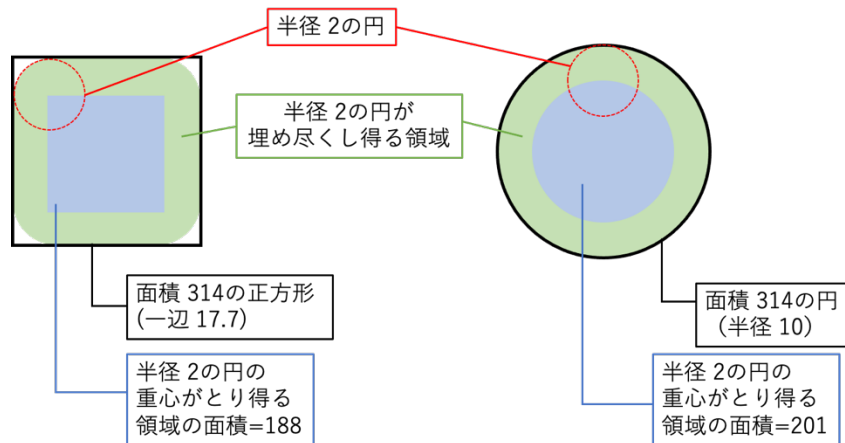 半径 2の円
半径 2の円が
埋め尽くし得る領域
面積 314の正方形
(一辺 17.7)
面積 314の円
（半径 10）
半径 2の円の
重心がとり得る
領域の面積=188
半径 2の円の
重心がとり得る
領域の面積=201